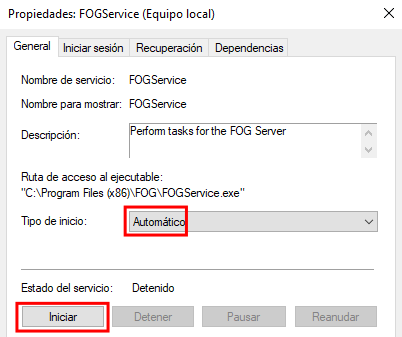 Propiedades: FOGService (Equipo local)
General Iniciar sesión Recuperación Dependencias
Nombre de servicio: FOGService
Nombre para mostrar: FOGService
Descripción: Perform tasks for the FOG Server
Ruta de acceso al ejecutable:
"C:\Program Files (x86)\FOG\FOGService.exe"
Tipo de inicio: Automático
Estado del servicio: Detenido
Iniciar Detener Pausar Reanudar